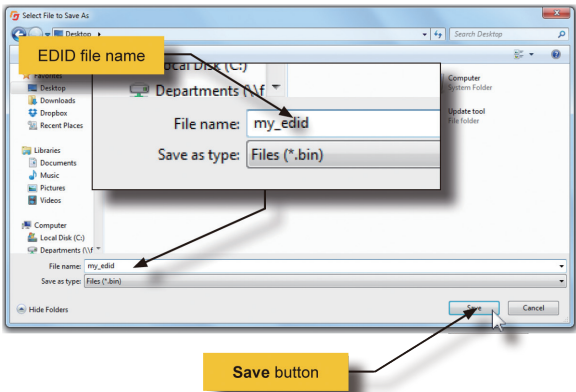 Select File to Save As
Desktop
Search Desktop
EDID file name
Favorites
Desktop
Downloads
Dropbox
Recent Places
Libraries
Documents
Music
Pictures
Videos
Computer
Local Disk (C:)
Departments (\\f
Local Disk (C:)
Departments (\\f
File name: my_edid
Save as type: Files (*.bin)
Computer
System Folder
Update tool
File folder
File name: my_edid
Save as type: Files (*.bin)
Hide Folders
Save
Cancel
Save button